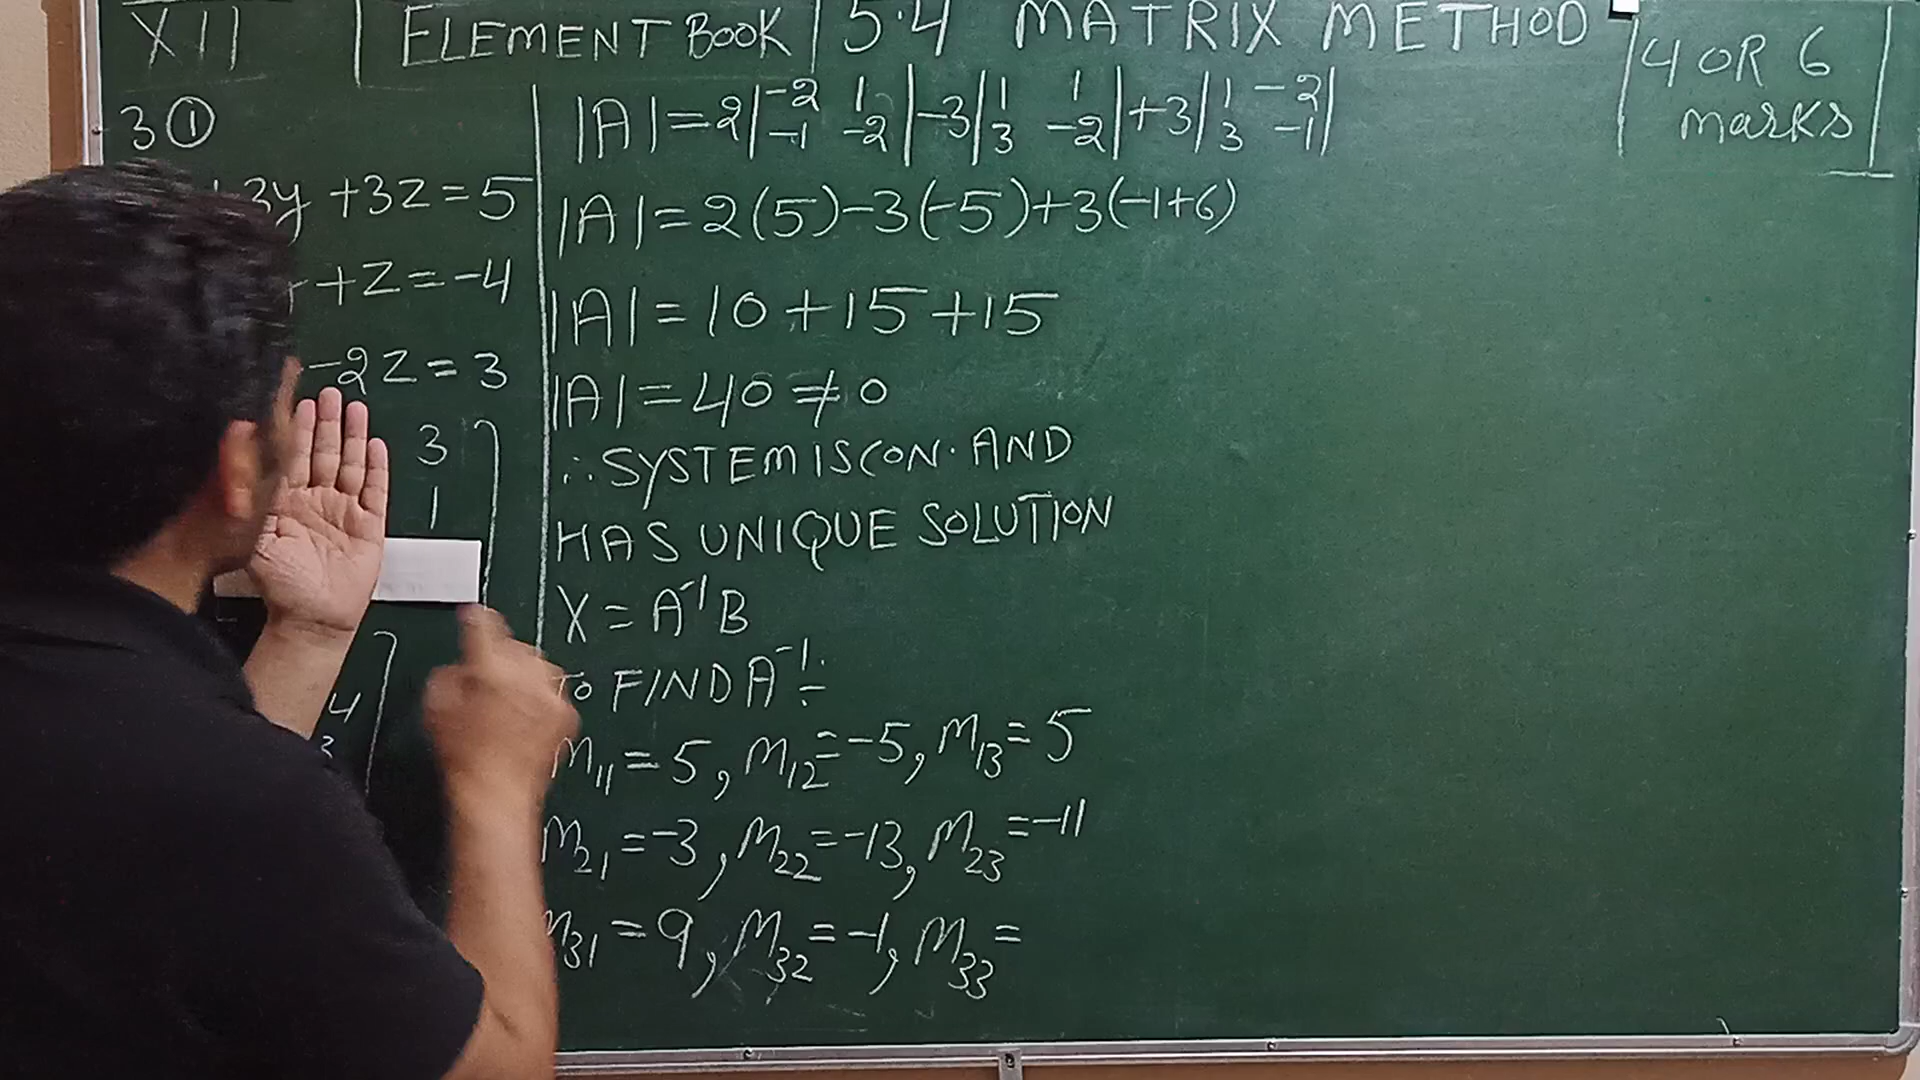 XII | ELEMENT BOOK | 5.4 MATRIX METHOD
4 OR 6
marks
3 ①
3y + 3z = 5
+ z = -4
-2z = 3
3
1
4
3
|A| = 2 |-2 1; -1 -2| - 3 |1 1; 3 -2| + 3 |1 -2; 3 -1|
|A| = 2(5) - 3(-5) + 3(-1+6)
|A| = 10 + 15 + 15
|A| = 40 ≠ 0
∴ SYSTEM IS CON. AND
HAS UNIQUE SOLUTION
X = A⁻¹B
TO FIND A⁻¹ :-
M₁₁ = 5, M₁₂ = -5, M₁₃ = 5
M₂₁ = -3, M₂₂ = -13, M₂₃ = -11
M₃₁ = 9, M₃₂ = -1, M₃₃ =